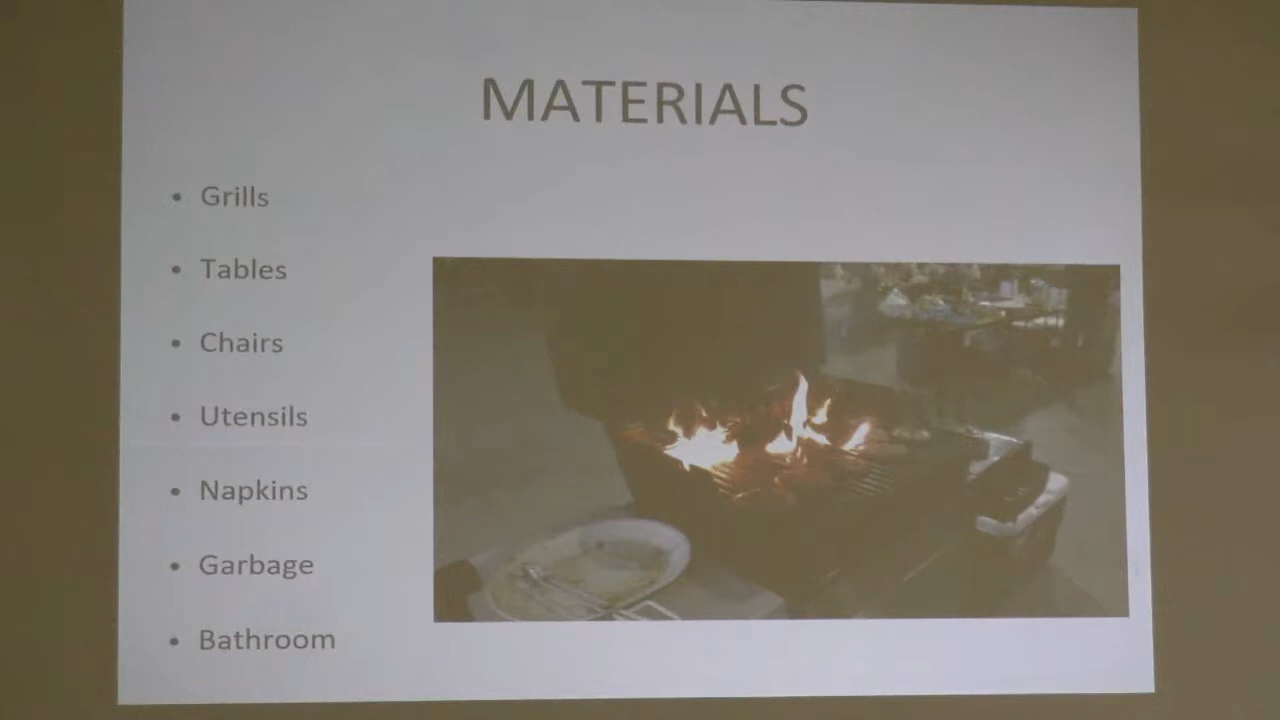 MATERIALS
• Grills
• Tables
• Chairs
• Utensils
• Napkins
• Garbage
• Bathroom